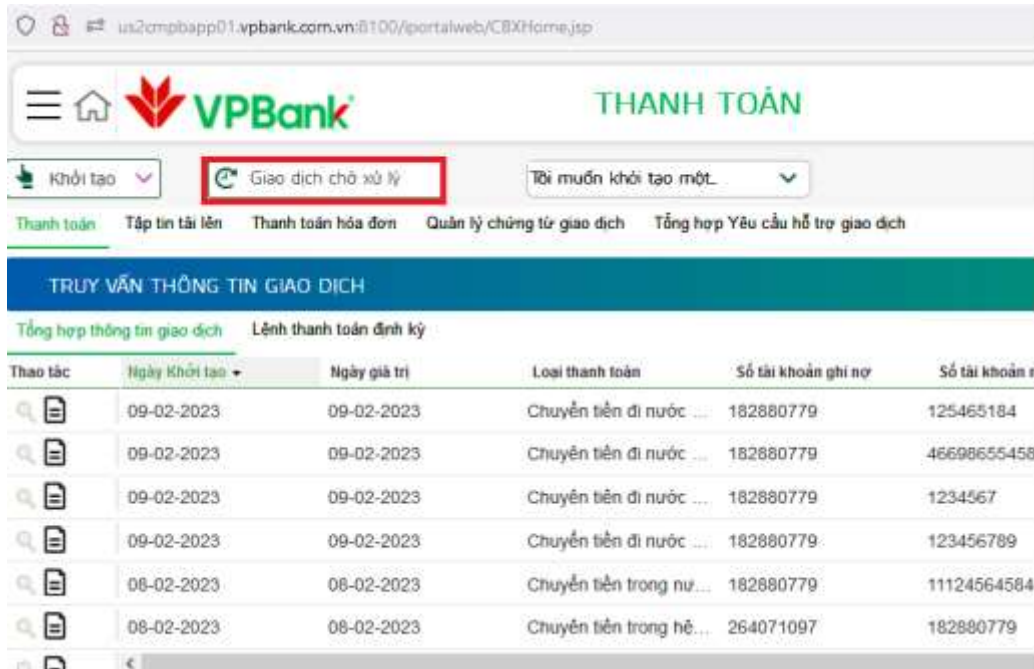 us2cmpbapp01.vpbank.com.vn:8100/iportalweb/CBXHome.jsp
VPBank
THANH TOÁN
Khởi tạo
Giao dịch chờ xử lý
Tôi muốn khởi tạo một..
Thanh toán Tập tin tải lên Thanh toán hóa đơn Quản lý chứng từ giao dịch Tổng hợp Yêu cầu hỗ trợ giao dịch
TRUY VẤN THÔNG TIN GIAO DỊCH
Tổng hợp thông tin giao dịch Lệnh thanh toán định kỳ
Thao tác Ngày Khởi tạo Ngày giá trị Loại thanh toán Số tài khoản ghi nợ Số tài khoản
09-02-2023 09-02-2023 Chuyển tiền đi nước ... 182880779 125465184
09-02-2023 09-02-2023 Chuyển tiền đi nước ... 182880779 46698655458
09-02-2023 09-02-2023 Chuyển tiền đi nước ... 182880779 1234567
09-02-2023 09-02-2023 Chuyển tiền đi nước ... 182880779 123456789
08-02-2023 08-02-2023 Chuyển tiền trong nư... 182880779 11124564584
08-02-2023 08-02-2023 Chuyển tiền trong hệ... 264071097 182880779